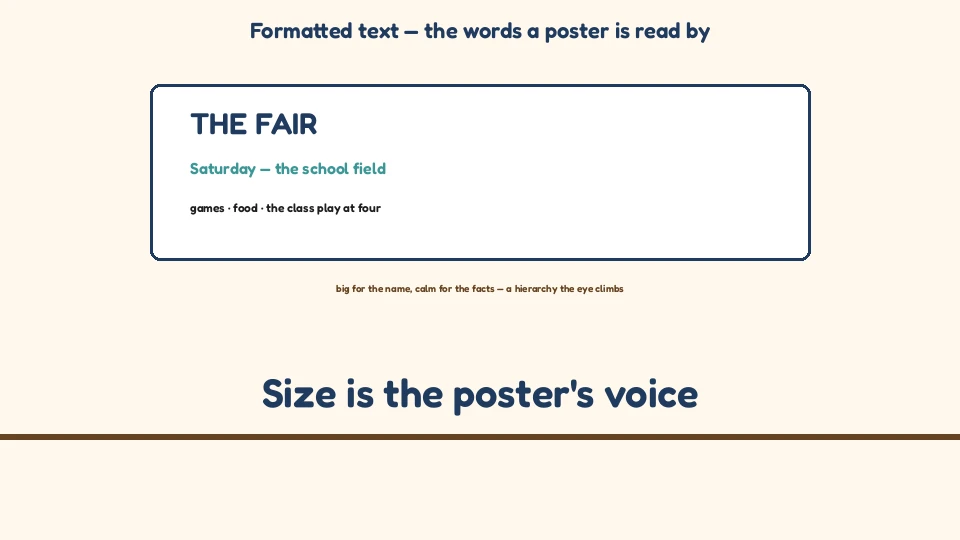 Formatted text — the words a poster is read by
THE FAIR
Saturday — the school field
games · food · the class play at four
big for the name, calm for the facts — a hierarchy the eye climbs
Size is the poster's voice